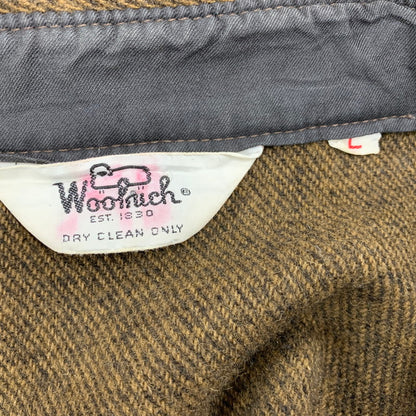 Woolrich®
EST. 1830
DRY CLEAN ONLY
L